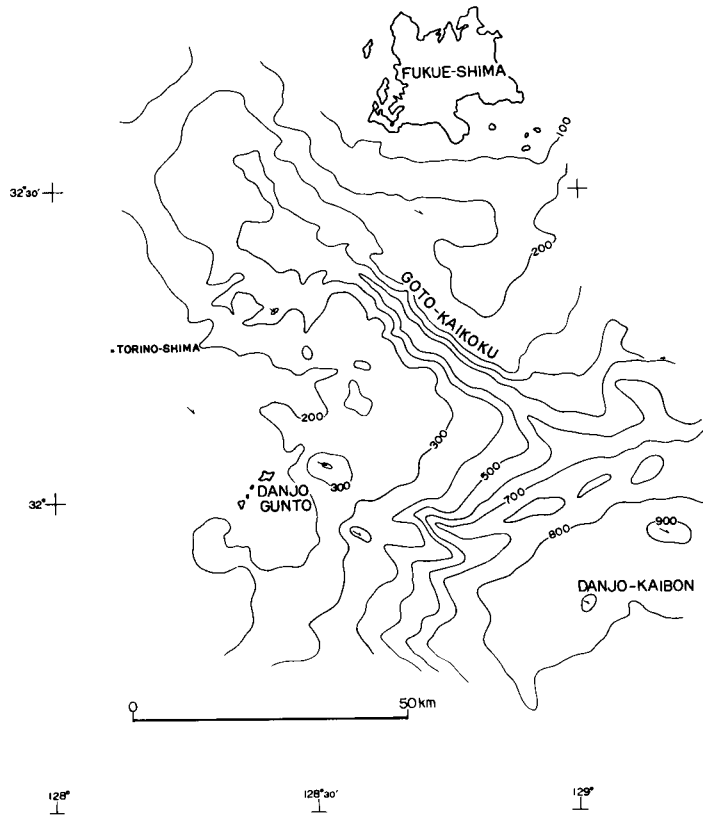 FUKUE-SHIMA
100
32°30'
200
GOTO-KAIKOKU
TORINO-SHIMA
200
300
500
300
700
DANJO
GUNTO
32°
800
900
DANJO-KAIBON
0
50km
128°
128°30'
129°